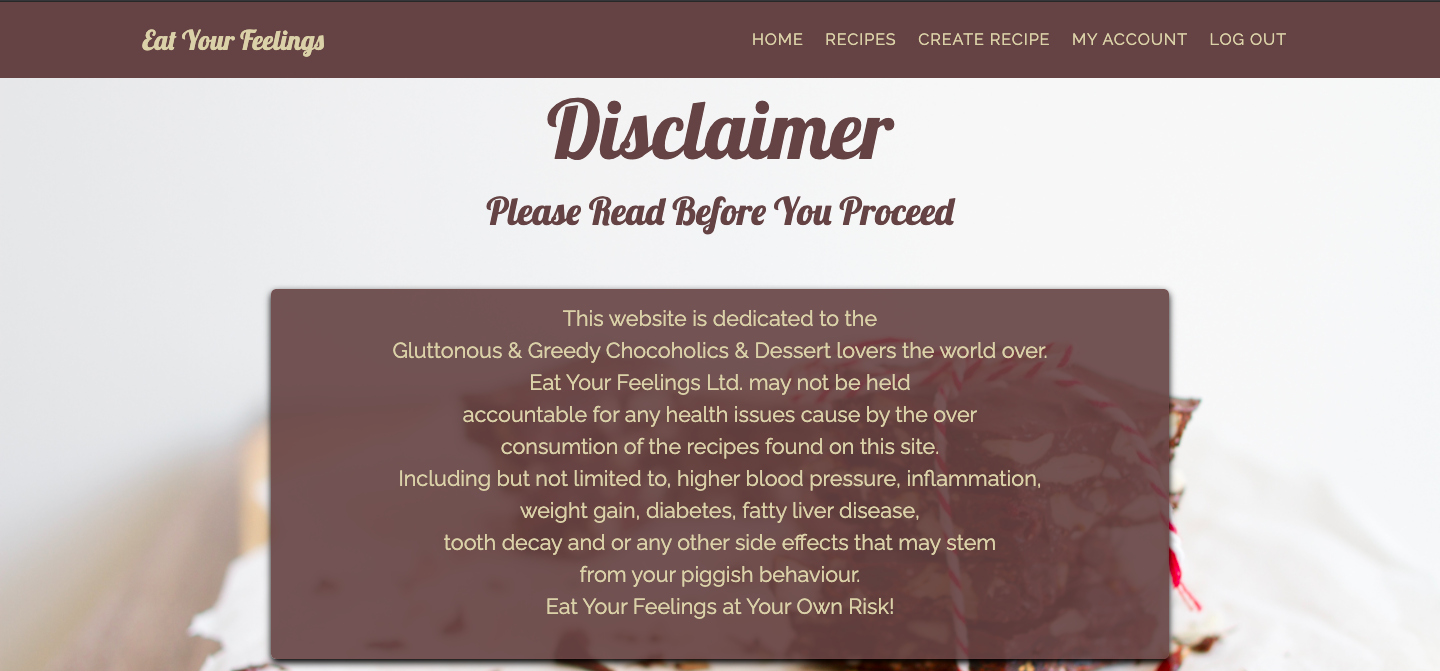 Eat Your Feelings
HOME RECIPES CREATE RECIPE MY ACCOUNT LOG OUT
Disclaimer
Please Read Before You Proceed
This website is dedicated to the
Gluttonous & Greedy Chocoholics & Dessert lovers the world over.
Eat Your Feelings Ltd. may not be held
accountable for any health issues cause by the over
consumtion of the recipes found on this site.
Including but not limited to, higher blood pressure, inflammation,
weight gain, diabetes, fatty liver disease,
tooth decay and or any other side effects that may stem
from your piggish behaviour.
Eat Your Feelings at Your Own Risk!